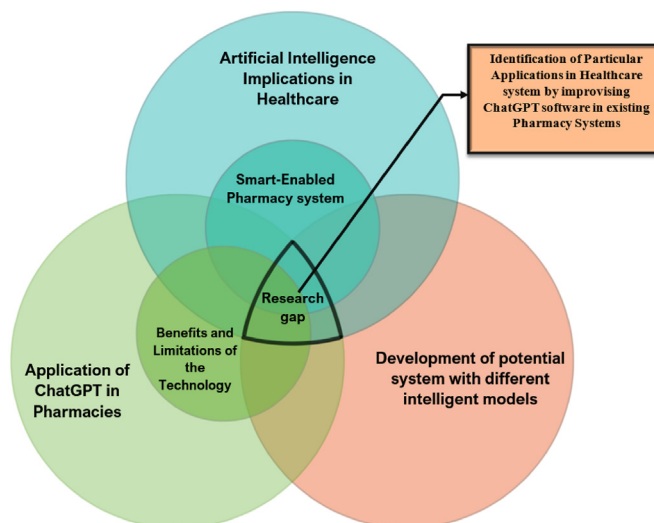 Artificial Intelligence
Implications in
Healthcare
Identification of Particular
Applications in Healthcare
system by improvising
ChatGPT software in existing
Pharmacy Systems
Smart-Enabled
Pharmacy system
Research
gap
Benefits and
Limitations of
the
Technology
Application of
ChatGPT in
Pharmacies
Development of potential
system with different
intelligent models